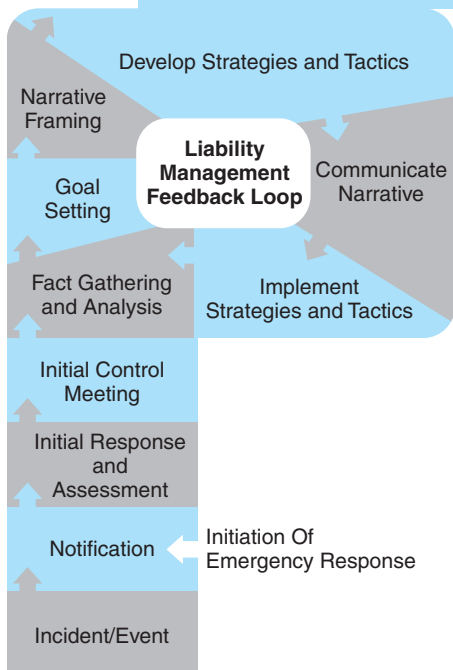 Develop Strategies and Tactics
Narrative
Framing
Liability
Management
Feedback Loop
Communicate
Narrative
Goal
Setting
Fact Gathering
and Analysis
Implement
Strategies and Tactics
Initial Control
Meeting
Initial Response
and
Assessment
Notification
Initiation Of
Emergency Response
Incident/Event